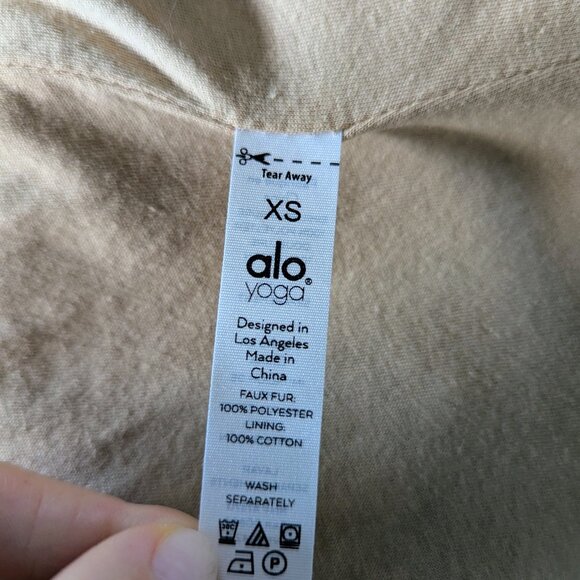 Tear Away
XS
alo®
yoga
Designed in
Los Angeles
Made in
China
FAUX FUR:
100% POLYESTER
LINING:
100% COTTON
WASH
SEPARATELY
30C
P